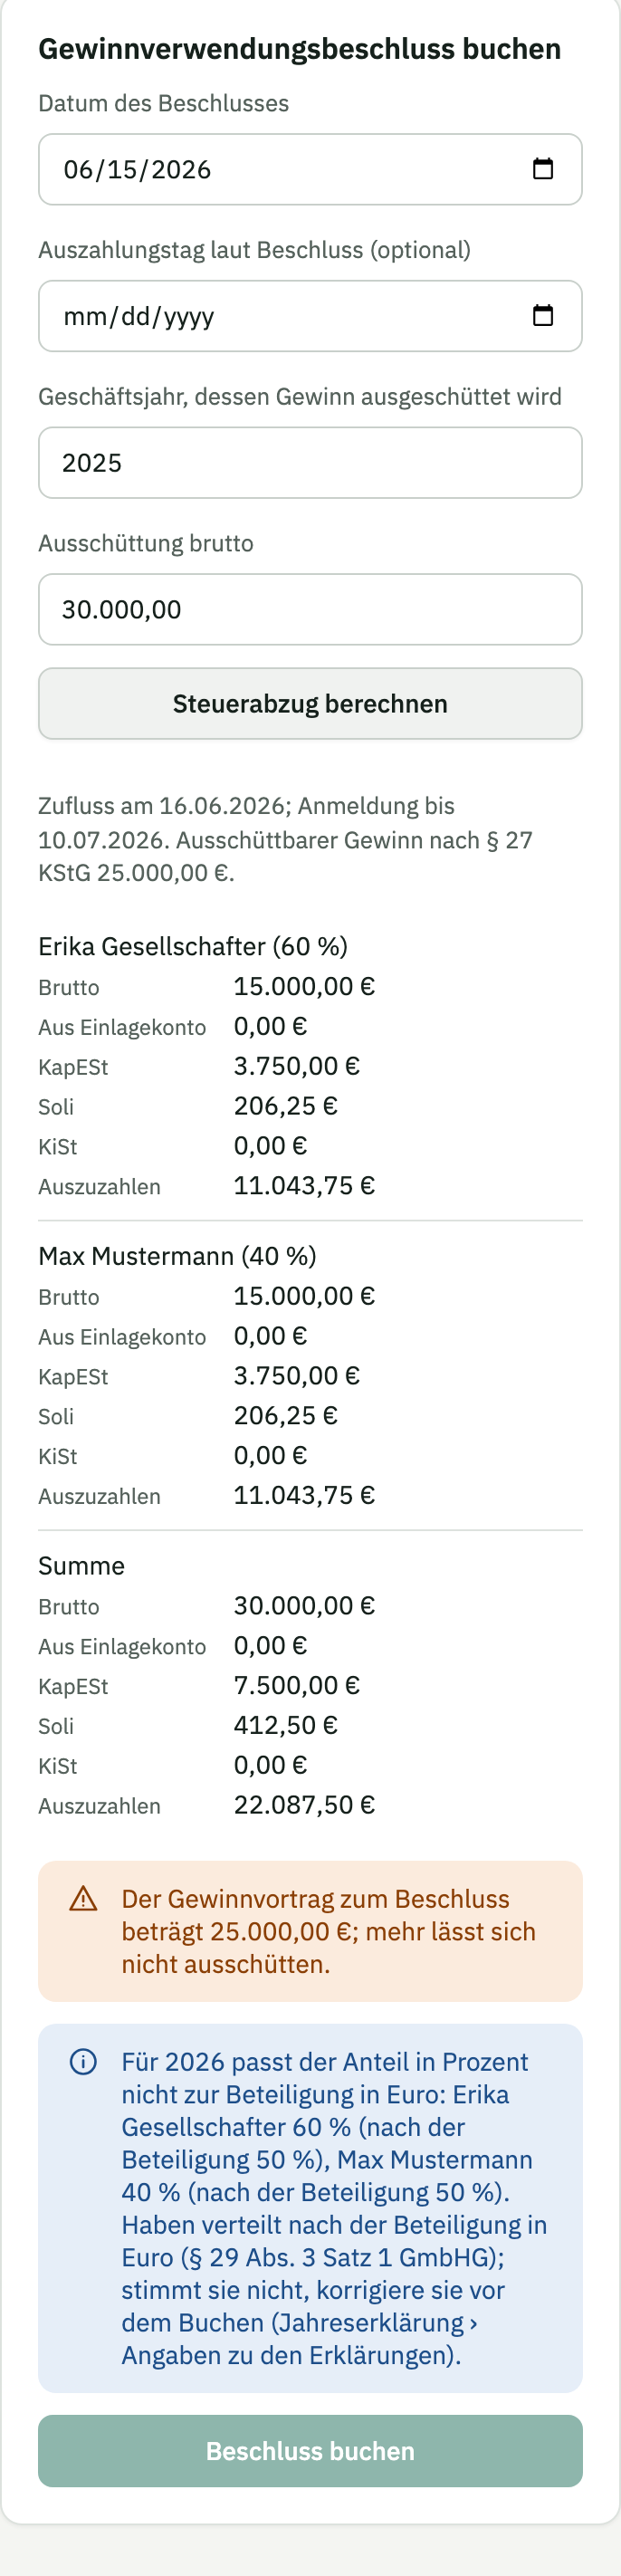 Gewinnverwendungsbeschluss buchen
Datum des Beschlusses
06/15/2026
Auszahlungstag laut Beschluss (optional)
mm/dd/yyyy
Geschäftsjahr, dessen Gewinn ausgeschüttet wird
2025
Ausschüttung brutto
30.000,00
Steuerabzug berechnen
Zufluss am 16.06.2026; Anmeldung bis
10.07.2026. Ausschüttbarer Gewinn nach § 27
KStG 25.000,00 €.
Erika Gesellschafter (60 %)
Brutto 15.000,00 €
Aus Einlagekonto 0,00 €
KapESt 3.750,00 €
Soli 206,25 €
KiSt 0,00 €
Auszuzahlen 11.043,75 €
Max Mustermann (40 %)
Brutto 15.000,00 €
Aus Einlagekonto 0,00 €
KapESt 3.750,00 €
Soli 206,25 €
KiSt 0,00 €
Auszuzahlen 11.043,75 €
Summe
Brutto 30.000,00 €
Aus Einlagekonto 0,00 €
KapESt 7.500,00 €
Soli 412,50 €
KiSt 0,00 €
Auszuzahlen 22.087,50 €
Der Gewinnvortrag zum Beschluss
beträgt 25.000,00 €; mehr lässt sich
nicht ausschütten.
Für 2026 passt der Anteil in Prozent
nicht zur Beteiligung in Euro: Erika
Gesellschafter 60 % (nach der
Beteiligung 50 %), Max Mustermann
40 % (nach der Beteiligung 50 %).
Haben verteilt nach der Beteiligung in
Euro (§ 29 Abs. 3 Satz 1 GmbHG);
stimmt sie nicht, korrigiere sie vor
dem Buchen (Jahreserklärung ›
Angaben zu den Erklärungen).
Beschluss buchen